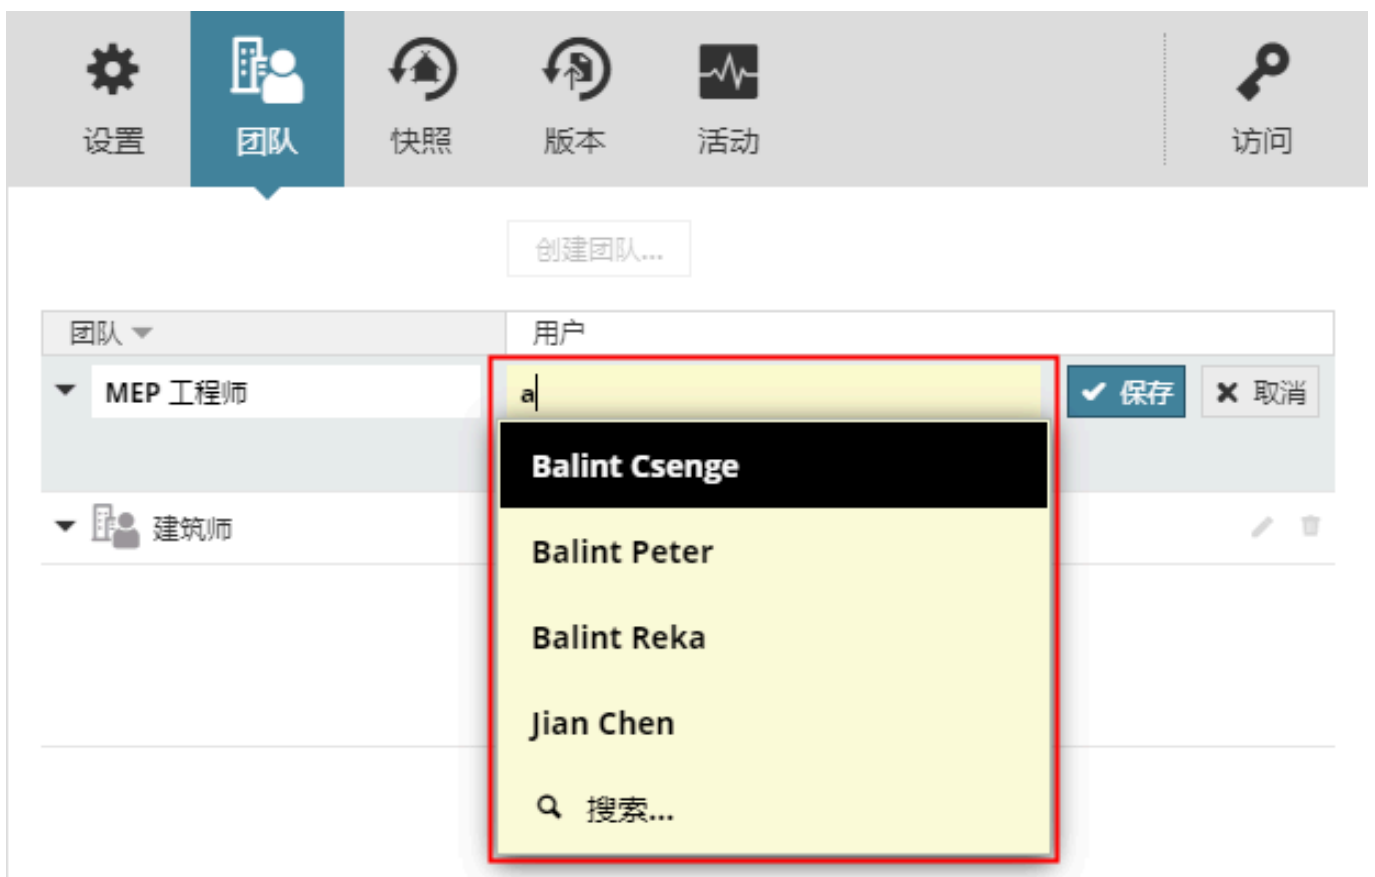 设置
团队
快照
版本
活动
访问
创建团队...
团队
用户
MEP 工程师
a
保存
取消
Balint Csenge
建筑师
Balint Peter
Balint Reka
Jian Chen
搜索...